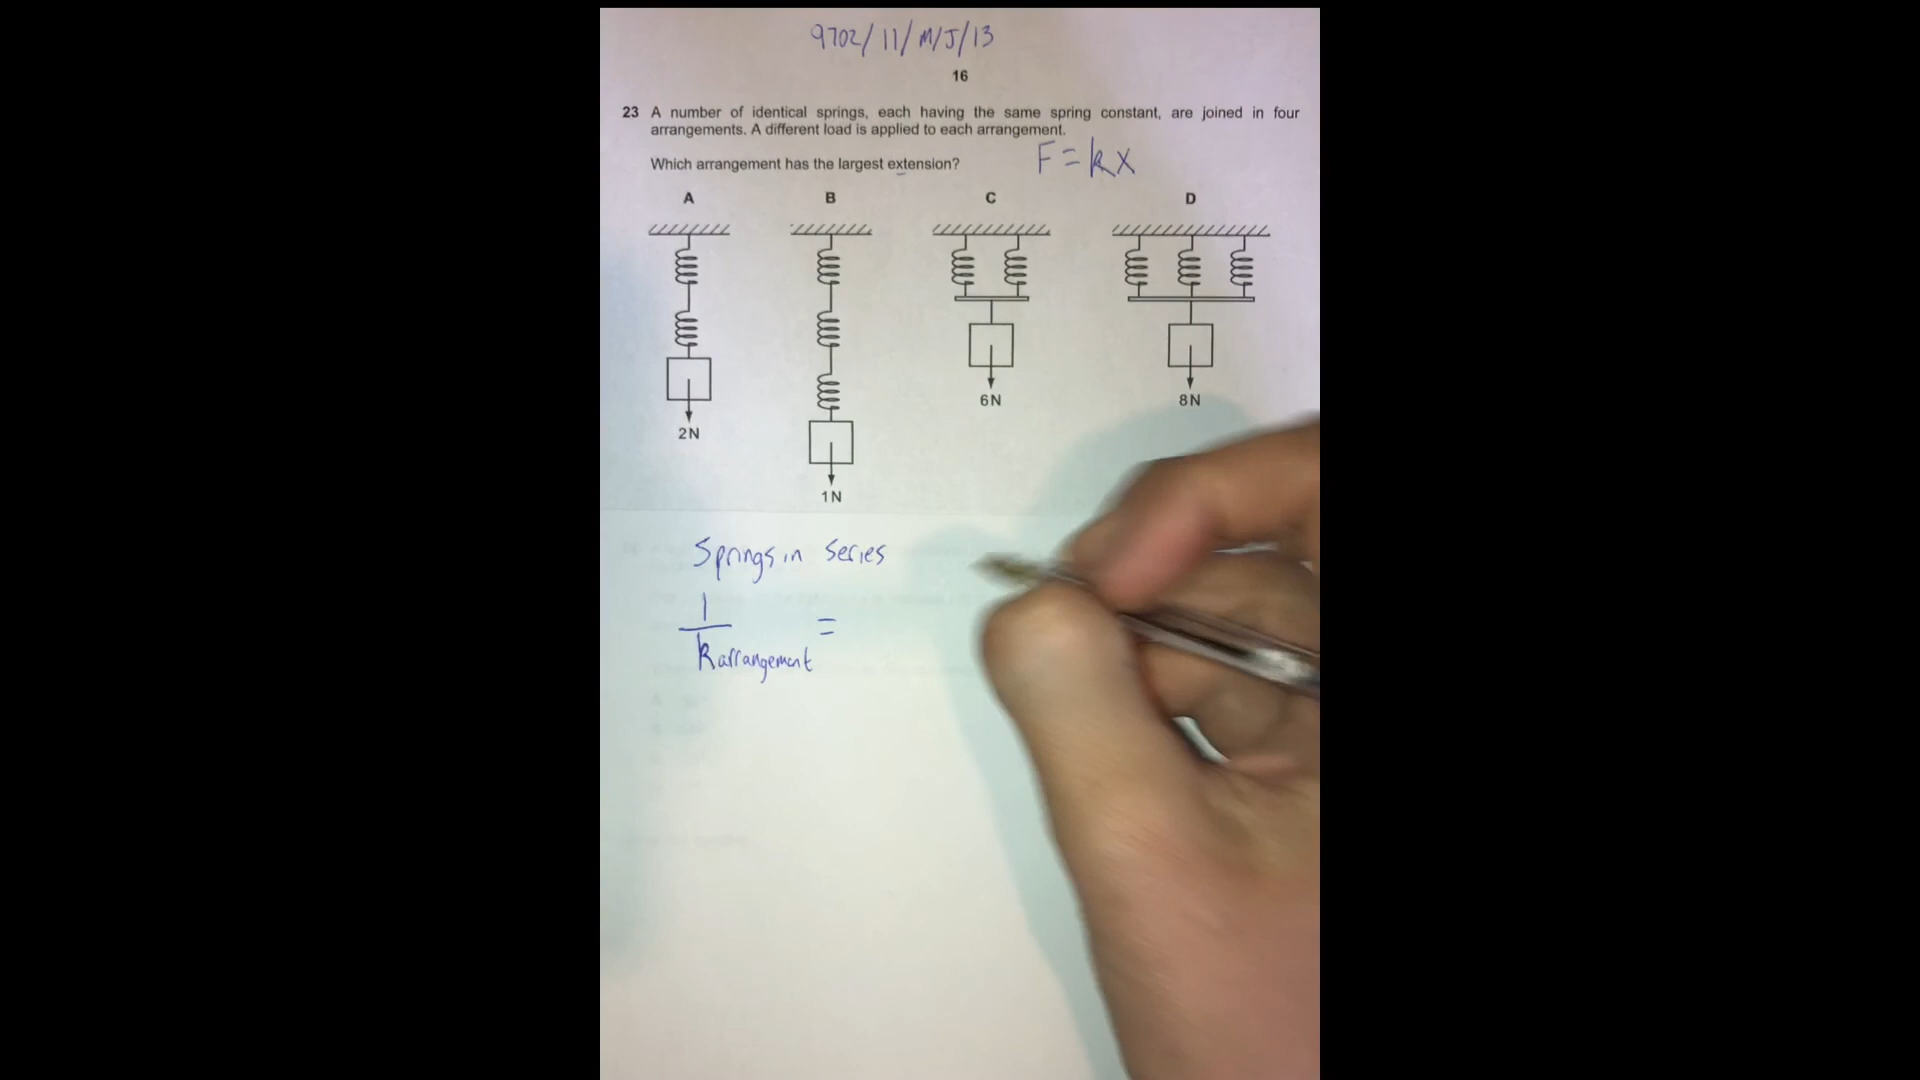 9702/11/M/J/13
16
23 A number of identical springs, each having the same spring constant, are joined in four
arrangements. A different load is applied to each arrangement.
Which arrangement has the largest extension?
F = kx
A B C D
6N 8N
2N
1N
Springs in series
1
=
k arrangement